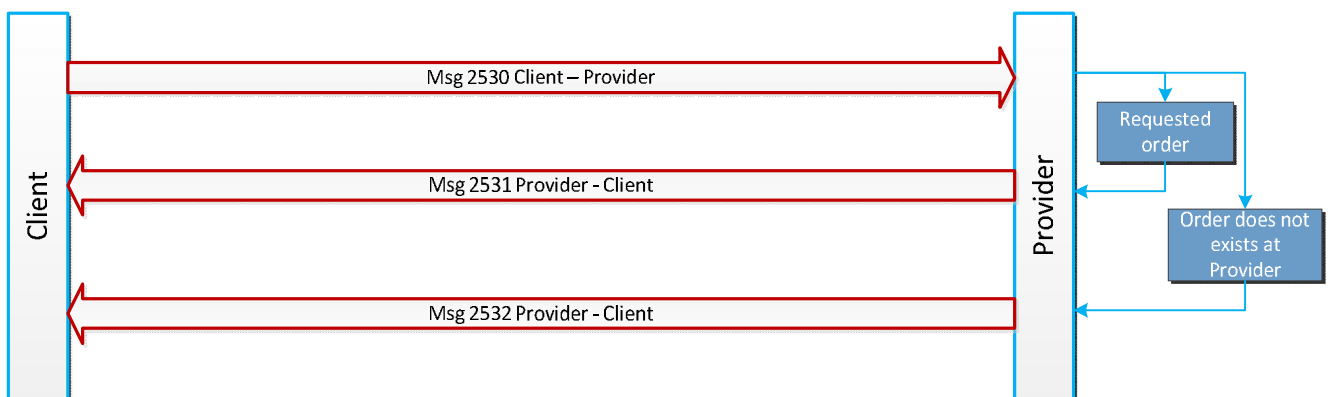 Client
Msg 2530 Client – Provider
Msg 2531 Provider - Client
Msg 2532 Provider - Client
Provider
Requested
order
Order does not
exists at
Provider